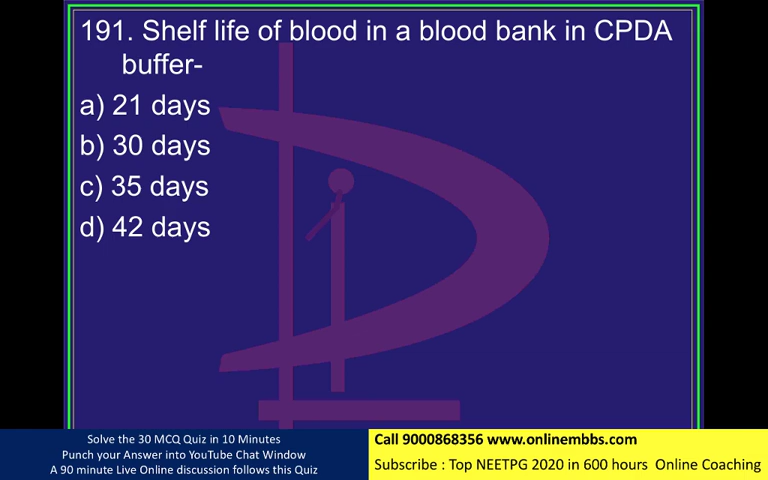 191. Shelf life of blood in a blood bank in CPDA
buffer-
a) 21 days
b) 30 days
c) 35 days
d) 42 days
Solve the 30 MCQ Quiz in 10 Minutes
Punch your Answer into YouTube Chat Window
A 90 minute Live Online discussion follows this Quiz
Call 9000868356 www.onlinembbs.com
Subscribe : Top NEETPG 2020 in 600 hours Online Coaching